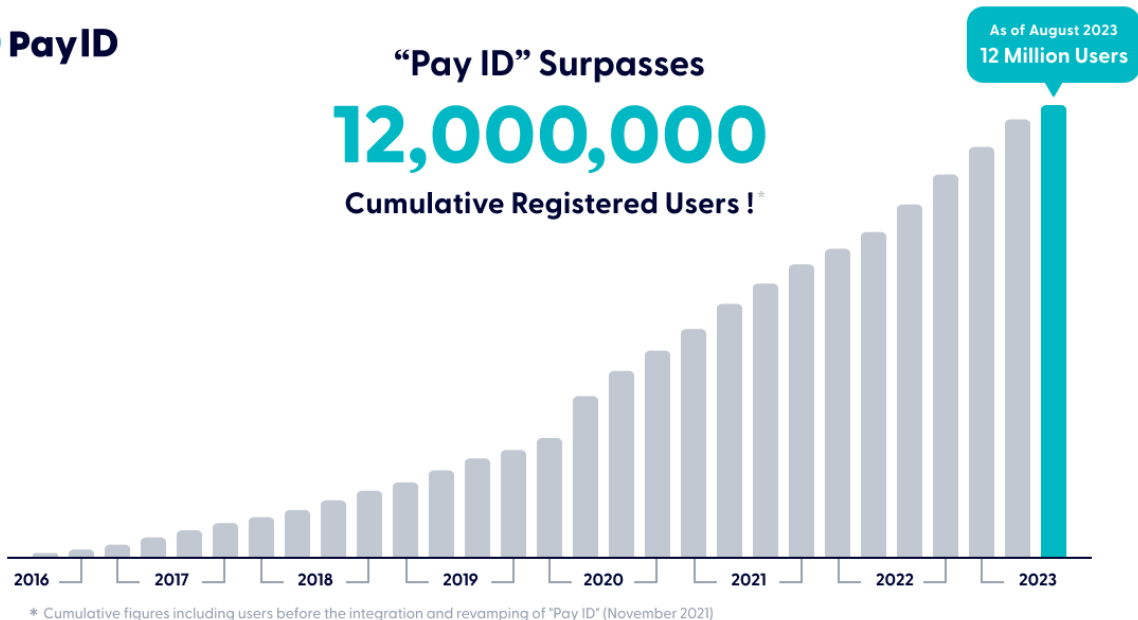 PayID
“Pay ID” Surpasses
12,000,000
Cumulative Registered Users !*
As of August 2023
12 Million Users
2016 2017 2018 2019 2020 2021 2022 2023
* Cumulative figures including users before the integration and revamping of "Pay ID" (November 2021)